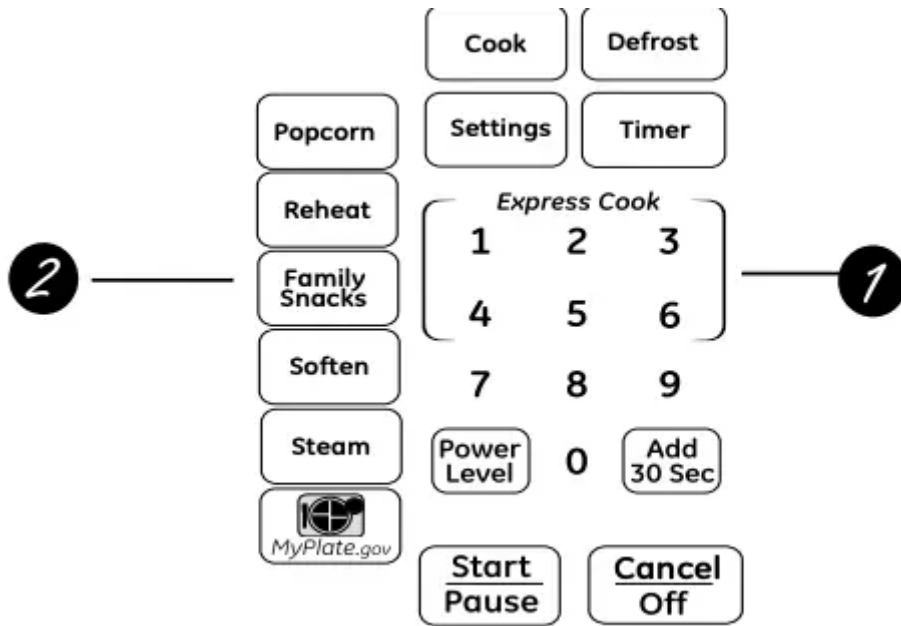 Cook
Defrost
Settings
Timer
Popcorn
Reheat
Family
Snacks
Soften
Steam
MyPlate.gov
2
Express Cook
1 2 3
4 5 6
7 8 9
Power
Level
0
Add
30 Sec
Start
Pause
Cancel
Off
1